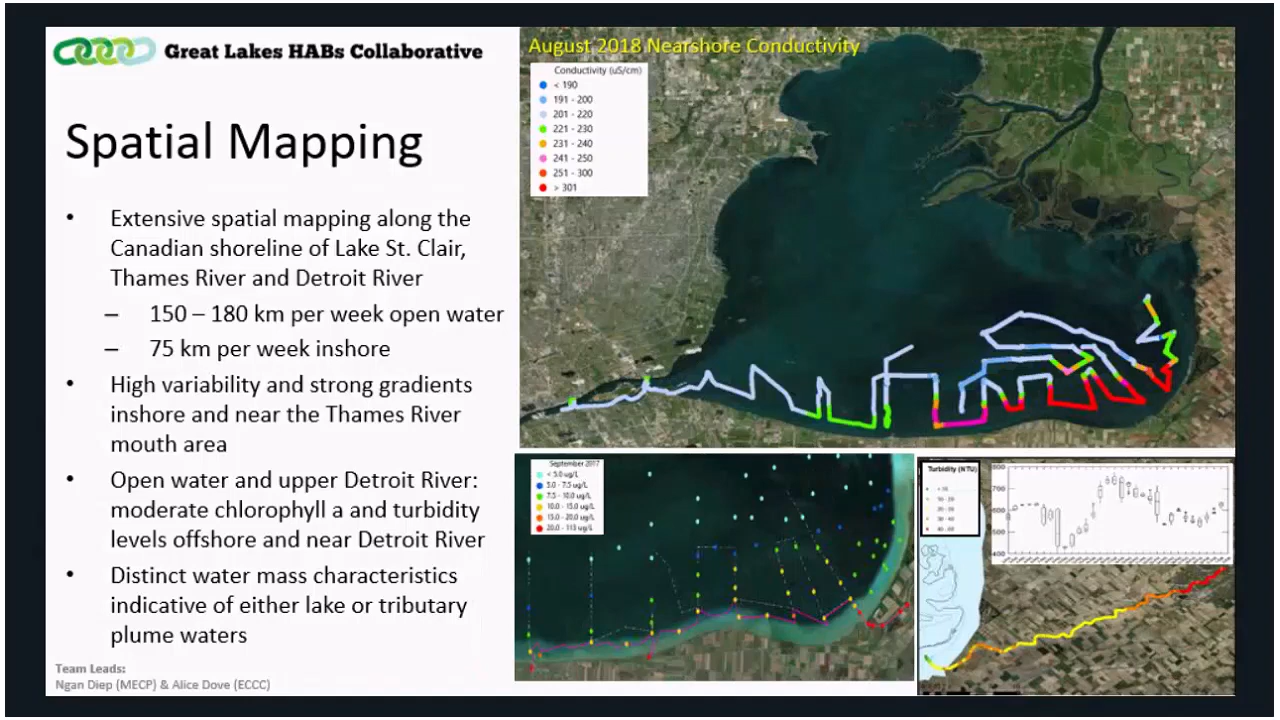 Great Lakes HABs Collaborative
Spatial Mapping
• Extensive spatial mapping along the
Canadian shoreline of Lake St. Clair,
Thames River and Detroit River
– 150 – 180 km per week open water
– 75 km per week inshore
• High variability and strong gradients
inshore and near the Thames River
mouth area
• Open water and upper Detroit River:
moderate chlorophyll a and turbidity
levels offshore and near Detroit River
• Distinct water mass characteristics
indicative of either lake or tributary
plume waters
Team Leads:
Ngan Diep (MECP) & Alice Dove (ECCC)
August 2018 Nearshore Conductivity
Conductivity (uS/cm)
< 190
191 - 200
201 - 220
221 - 230
231 - 240
241 - 250
251 - 300
> 301
September 2017
< 5.0 ug/L
5.0 - 7.5 ug/L
7.5 - 10.0 ug/L
10.0 - 15.0 ug/L
15.0 - 20.0 ug/L
20.0 - 113 ug/L
Turbidity (NTU)
800
700
600
500
400